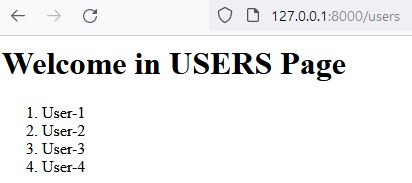 127.0.0.1:8000/users
Welcome in USERS Page
1. User-1
2. User-2
3. User-3
4. User-4